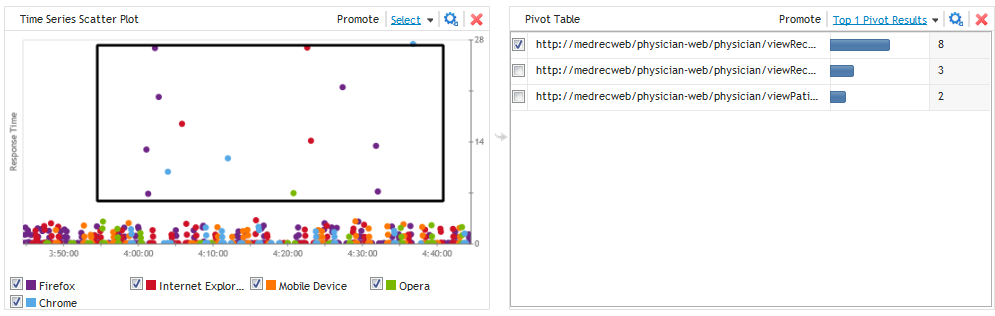 Time Series Scatter Plot Promote Select
28
14
0
Response Time
3:50:00 4:00:00 4:10:00 4:20:00 4:30:00 4:40:00
Firefox Internet Explor... Mobile Device Opera
Chrome
Pivot Table Promote Top 1 Pivot Results
http://medrecweb/physician-web/physician/viewRec... 8
http://medrecweb/physician-web/physician/viewRec... 3
http://medrecweb/physician-web/physician/viewPati... 2